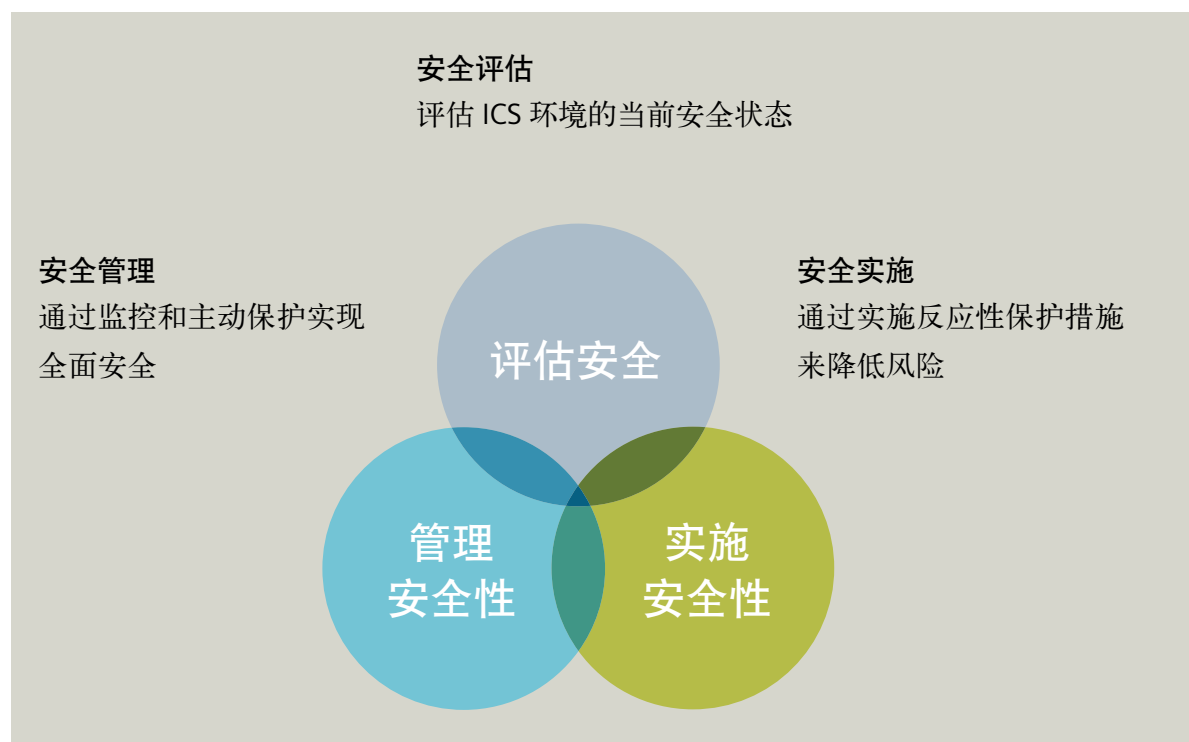 安全评估
评估 ICS 环境的当前安全状态
安全管理
通过监控和主动保护实现
全面安全
安全实施
通过实施反应性保护措施
来降低风险
评估安全
管理
安全性
实施
安全性